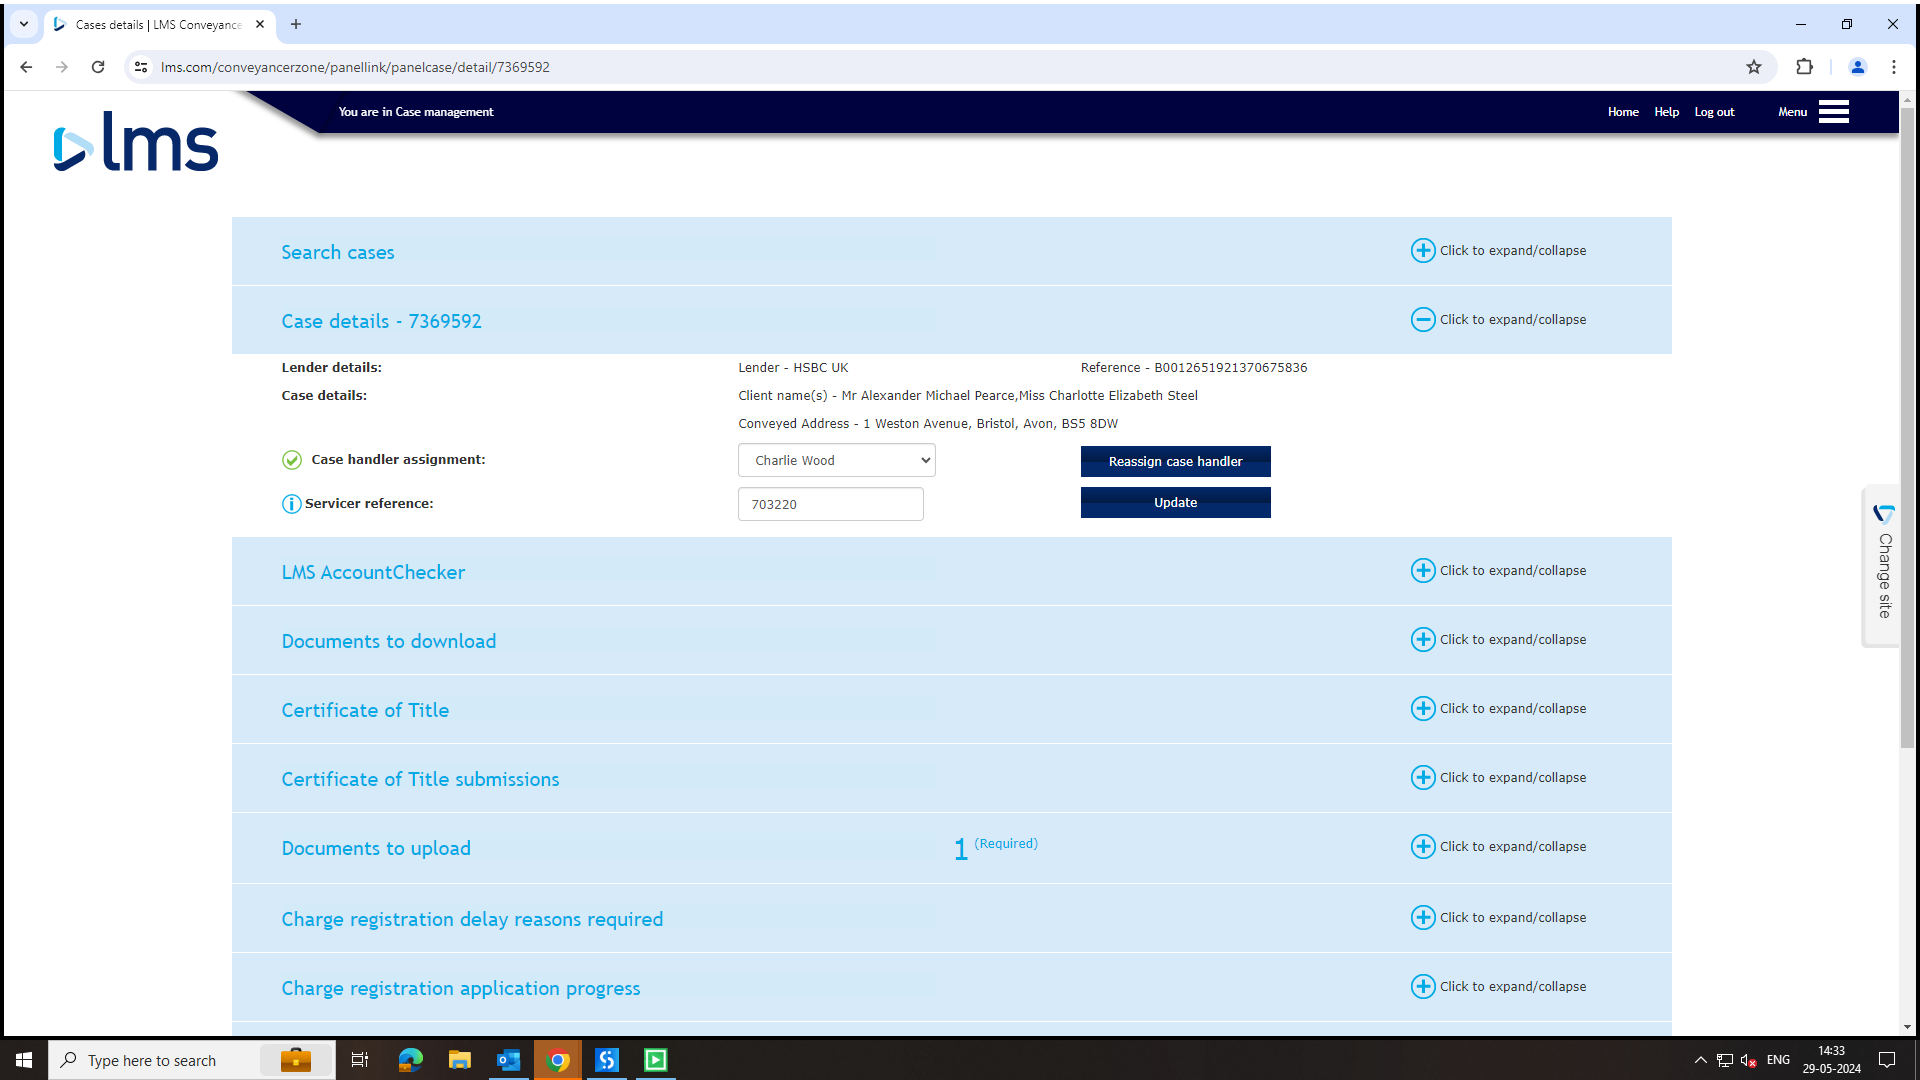 Cases details | LMS Conveyance
lms.com/conveyancerzone/panellink/panelcase/detail/7369592
You are in Case management
Home Help Log out Menu
lms
Search cases
Click to expand/collapse
Case details - 7369592
Click to expand/collapse
Lender details:
Lender - HSBC UK
Reference - B0012651921370675836
Case details:
Client name(s) - Mr Alexander Michael Pearce,Miss Charlotte Elizabeth Steel
Conveyed Address - 1 Weston Avenue, Bristol, Avon, BS5 8DW
Case handler assignment:
Charlie Wood
Reassign case handler
Servicer reference:
703220
Update
Change site
LMS AccountChecker
Click to expand/collapse
Documents to download
Click to expand/collapse
Certificate of Title
Click to expand/collapse
Certificate of Title submissions
Click to expand/collapse
Documents to upload
1 (Required)
Click to expand/collapse
Charge registration delay reasons required
Click to expand/collapse
Charge registration application progress
Click to expand/collapse
Type here to search
ENG
14:33
29-05-2024